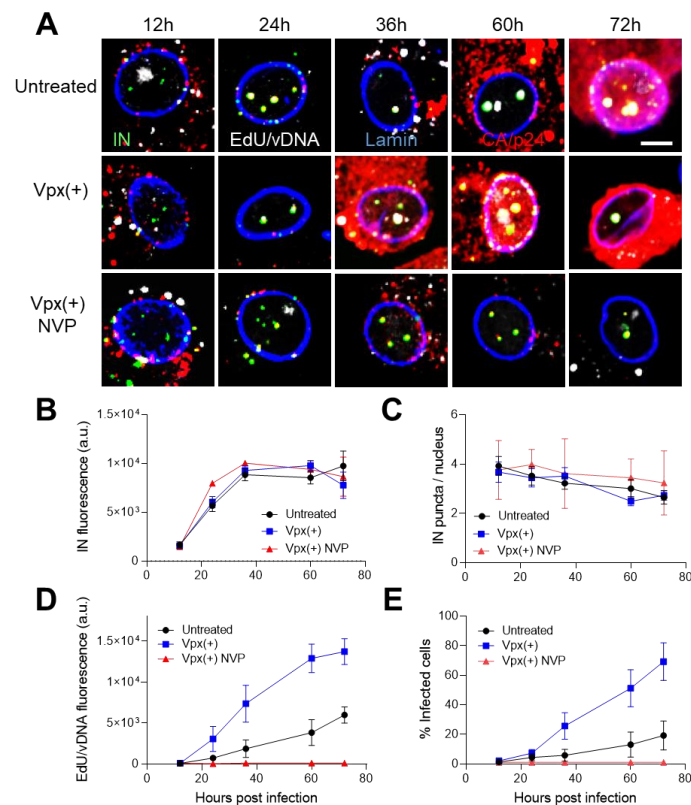 A
12h 24h 36h 60h 72h
Untreated
IN EdU/vDNA Lamin CA/p24
Vpx(+)
Vpx(+)
NVP
B
IN fluorescence (a.u.)
1.5×10⁴
1×10⁴
5×10³
0
0 20 40 60 80
Untreated
Vpx(+)
Vpx(+) NVP
C
IN puncta / nucleus
6
4
2
0
0 20 40 60 80
Untreated
Vpx(+)
Vpx(+) NVP
D
EdU/vDNA fluorescence (a.u.)
1.5×10⁴
1×10⁴
5×10³
0
0 20 40 60 80
Hours post infection
Untreated
Vpx(+)
Vpx(+) NVP
E
% Infected cells
100
80
60
40
20
0
0 20 40 60 80
Hours post infection
Untreated
Vpx(+)
Vpx(+) NVP